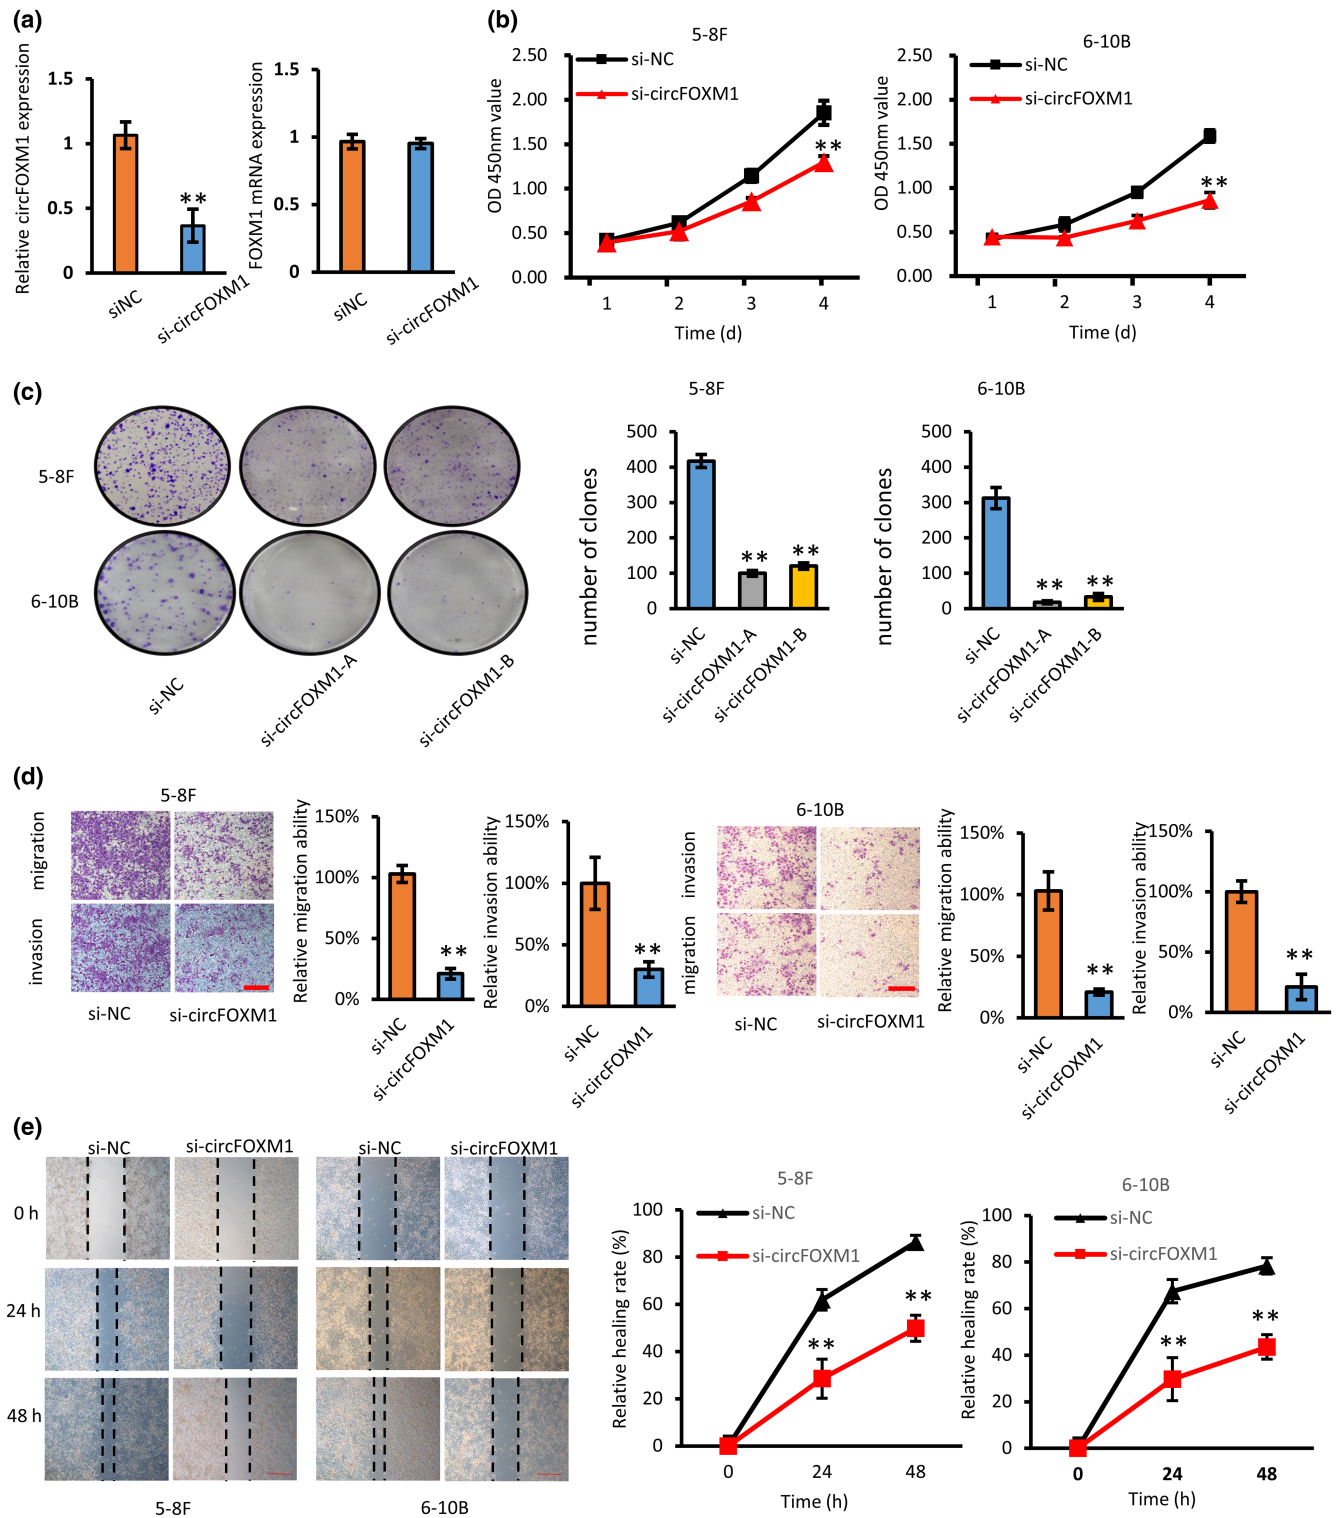 (a)
Relative circFOXM1 expression
1.5
1
0.5
0
**
siNC
si-circFOXM1
FOXM1 mRNA expression
1.5
1
0.5
0
siNC
si-circFOXM1
(b)
5-8F
OD 450nm value
2.50
2.00
1.50
1.00
0.50
0.00
si-NC
si-circFOXM1
**
1 2 3 4
Time (d)
6-10B
OD 450nm value
2.50
2.00
1.50
1.00
0.50
0.00
si-NC
si-circFOXM1
**
1 2 3 4
Time (d)
(c)
5-8F
6-10B
si-NC
si-circFOXM1-A
si-circFOXM1-B
5-8F
number of clones
500
400
300
200
100
0
**
**
si-NC
si-circFOXM1-A
si-circFOXM1-B
6-10B
number of clones
500
400
300
200
100
0
**
**
si-NC
si-circFOXM1-A
si-circFOXM1-B
(d)
5-8F
migration
invasion
si-NC
si-circFOXM1
Relative migration ability
150%
100%
50%
0%
**
si-NC
si-circFOXM1
Relative invasion ability
150%
100%
50%
0%
**
si-NC
si-circFOXM1
6-10B
invasion
migration
si-NC
si-circFOXM1
Relative migration ability
150%
100%
50%
0%
**
si-NC
si-circFOXM1
Relative invasion ability
150%
100%
50%
0%
**
si-NC
si-circFOXM1
(e)
si-NC
si-circFOXM1
si-NC
si-circFOXM1
0 h
24 h
48 h
5-8F
6-10B
5-8F
Relative healing rate (%)
100
80
60
40
20
0
si-NC
si-circFOXM1
**
**
0 24 48
Time (h)
6-10B
Relative healing rate (%)
100
80
60
40
20
0
si-NC
si-circFOXM1
**
**
0 24 48
Time (h)